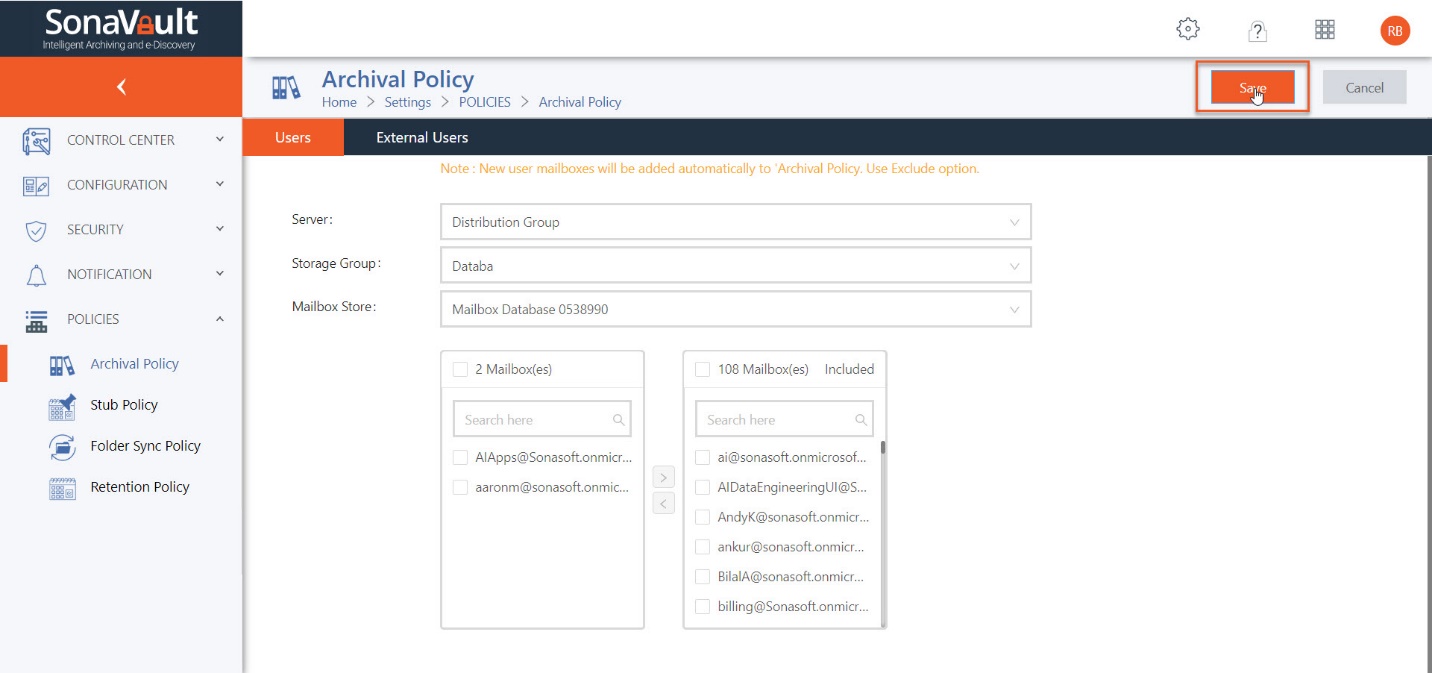 SonaVault
Intelligent Archiving and e-Discovery
?
RB
Archival Policy
Home > Settings > POLICIES > Archival Policy
Save
Cancel
CONTROL CENTER
CONFIGURATION
SECURITY
NOTIFICATION
POLICIES
Archival Policy
Stub Policy
Folder Sync Policy
Retention Policy
Users
External Users
Note : New user mailboxes will be added automatically to 'Archival Policy. Use Exclude option.
Server:
Distribution Group
Storage Group:
Databa
Mailbox Store:
Mailbox Database 0538990
2 Mailbox(es)
Search here
AIApps@Sonasoft.onmicr...
aaronm@sonasoft.onmic...
>
<
108 Mailbox(es) Included
Search here
ai@sonasoft.onmicrosof...
AIDataEngineeringUI@S...
AndyK@sonasoft.onmicr...
ankur@sonasoft.onmicr...
BilalA@sonasoft.onmicr...
billing@Sonasoft.onmicr...